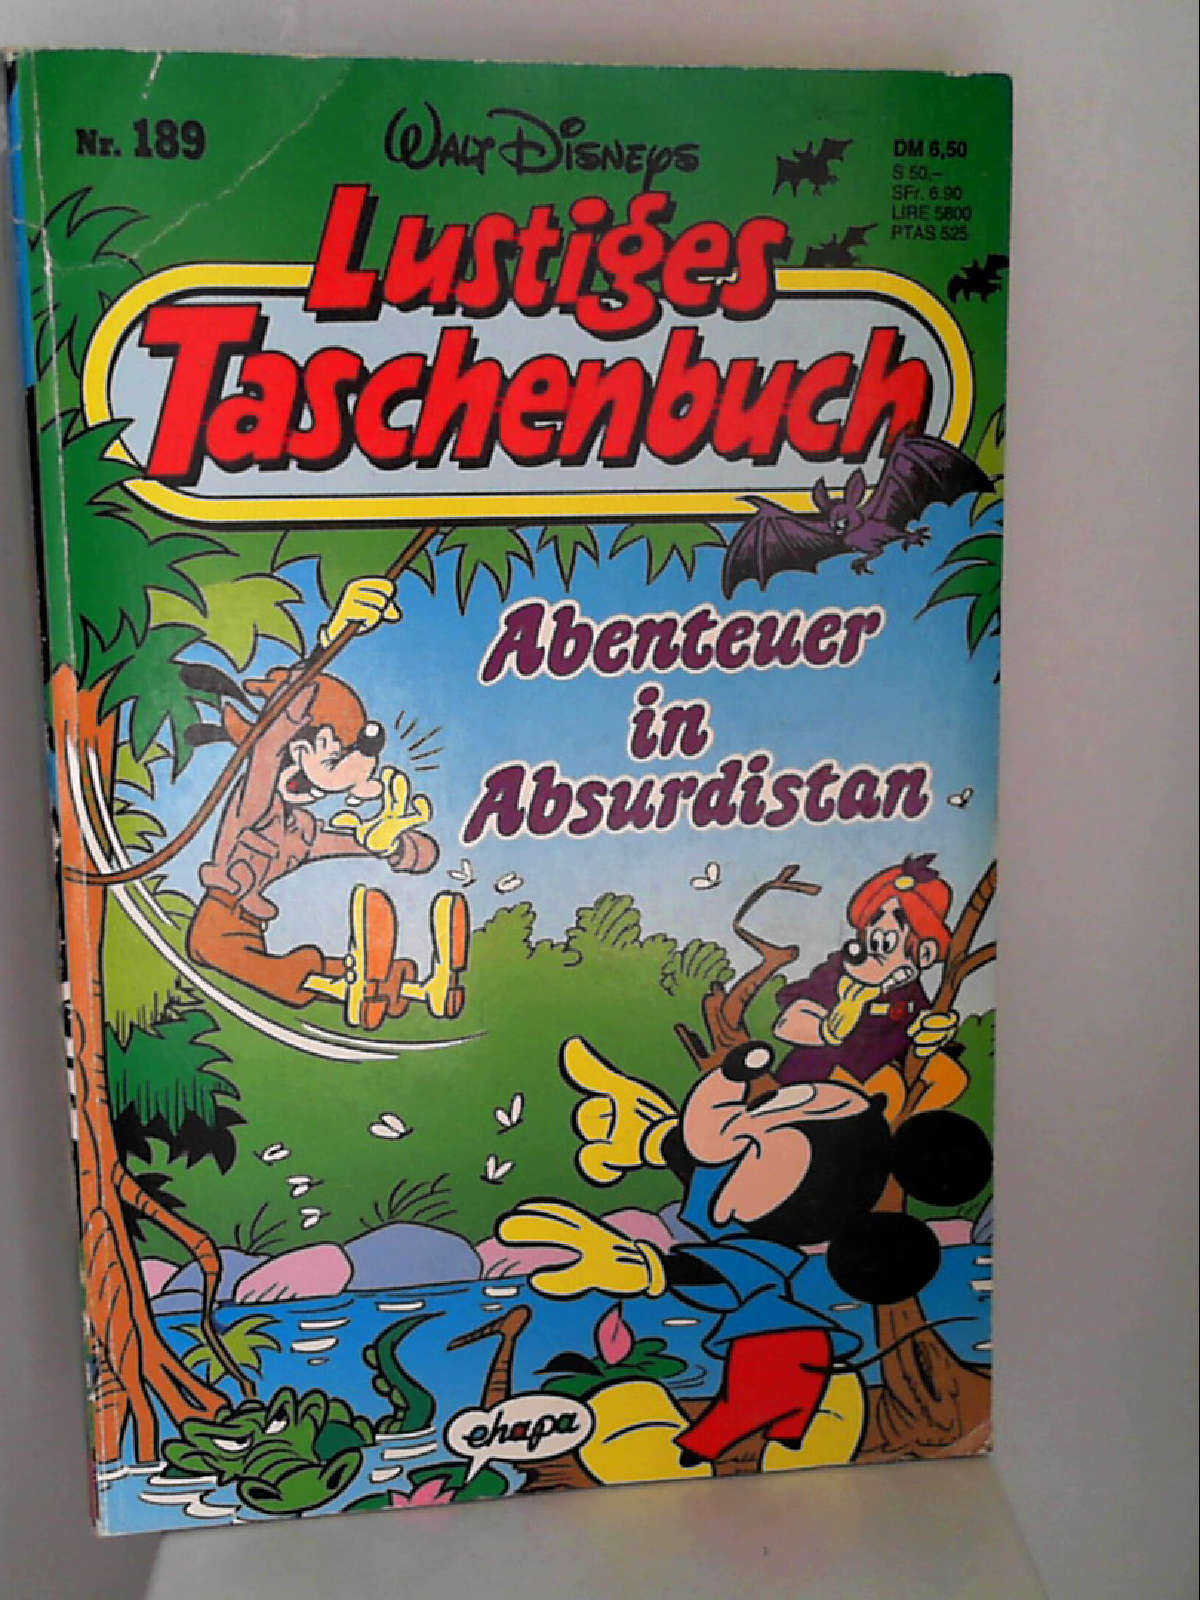 Nr. 189
WALT DISNEYS
DM 6,50
S 50,–
SFr. 6.90
LIRE 5800
PTAS 525
Lustiges
Taschenbuch
Abenteuer
in
Absurdistan
ehapa